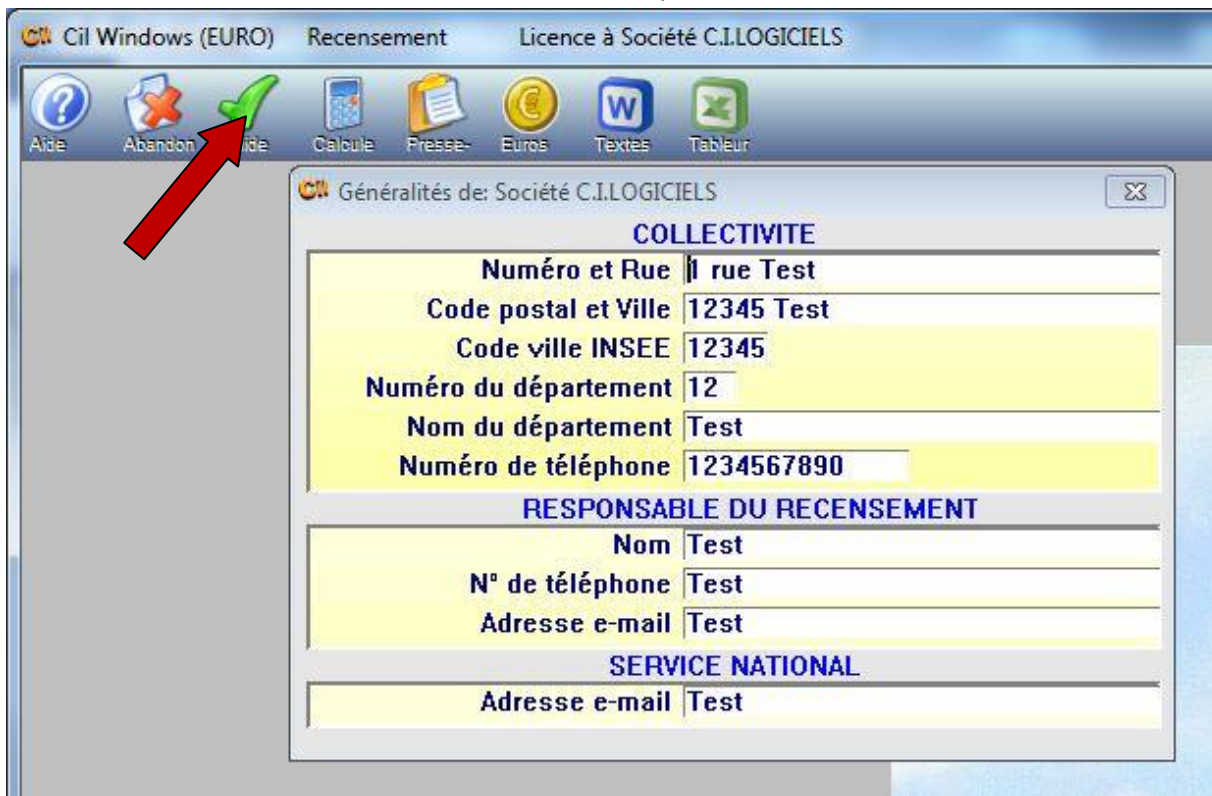 Cil Cil Windows (EURO) Recensement Licence à Société C.I.LOGICIELS
W
Aide Abandon ide Calcule Presse- Euros Textes Tableur
Cil Généralités de: Société C.I.LOGICIELS
COLLECTIVITE
Numéro et Rue 1 rue Test
Code postal et Ville 12345 Test
Code ville INSEE 12345
Numéro du département 12
Nom du département Test
Numéro de téléphone 1234567890
RESPONSABLE DU RECENSEMENT
Nom Test
N° de téléphone Test
Adresse e-mail Test
SERVICE NATIONAL
Adresse e-mail Test